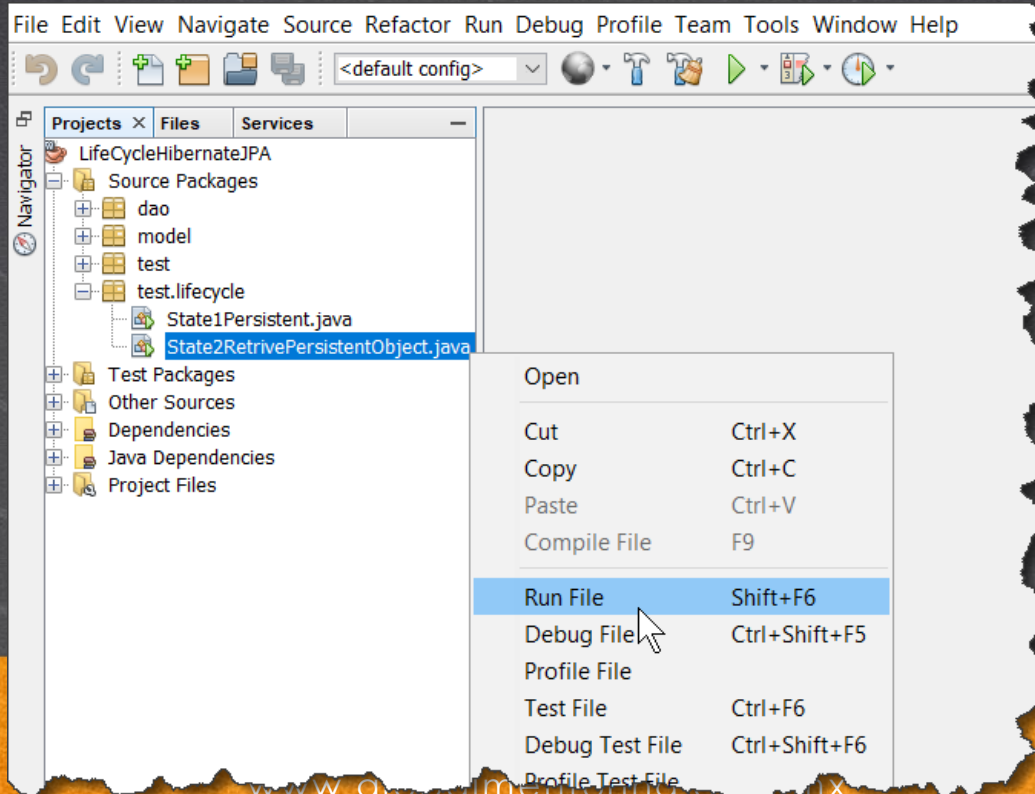 File Edit View Navigate Source Refactor Run Debug Profile Team Tools Window Help
<default config>
Projects Files Services
Navigator
LifeCycleHibernateJPA
Source Packages
dao
model
test
test.lifecycle
State1Persistent.java
State2RetrivePersistentObject.java
Test Packages
Other Sources
Dependencies
Java Dependencies
Project Files
Open
Cut Ctrl+X
Copy Ctrl+C
Paste Ctrl+V
Compile File F9
Run File Shift+F6
Debug File Ctrl+Shift+F5
Profile File
Test File Ctrl+F6
Debug Test File Ctrl+Shift+F6
Profile Test File